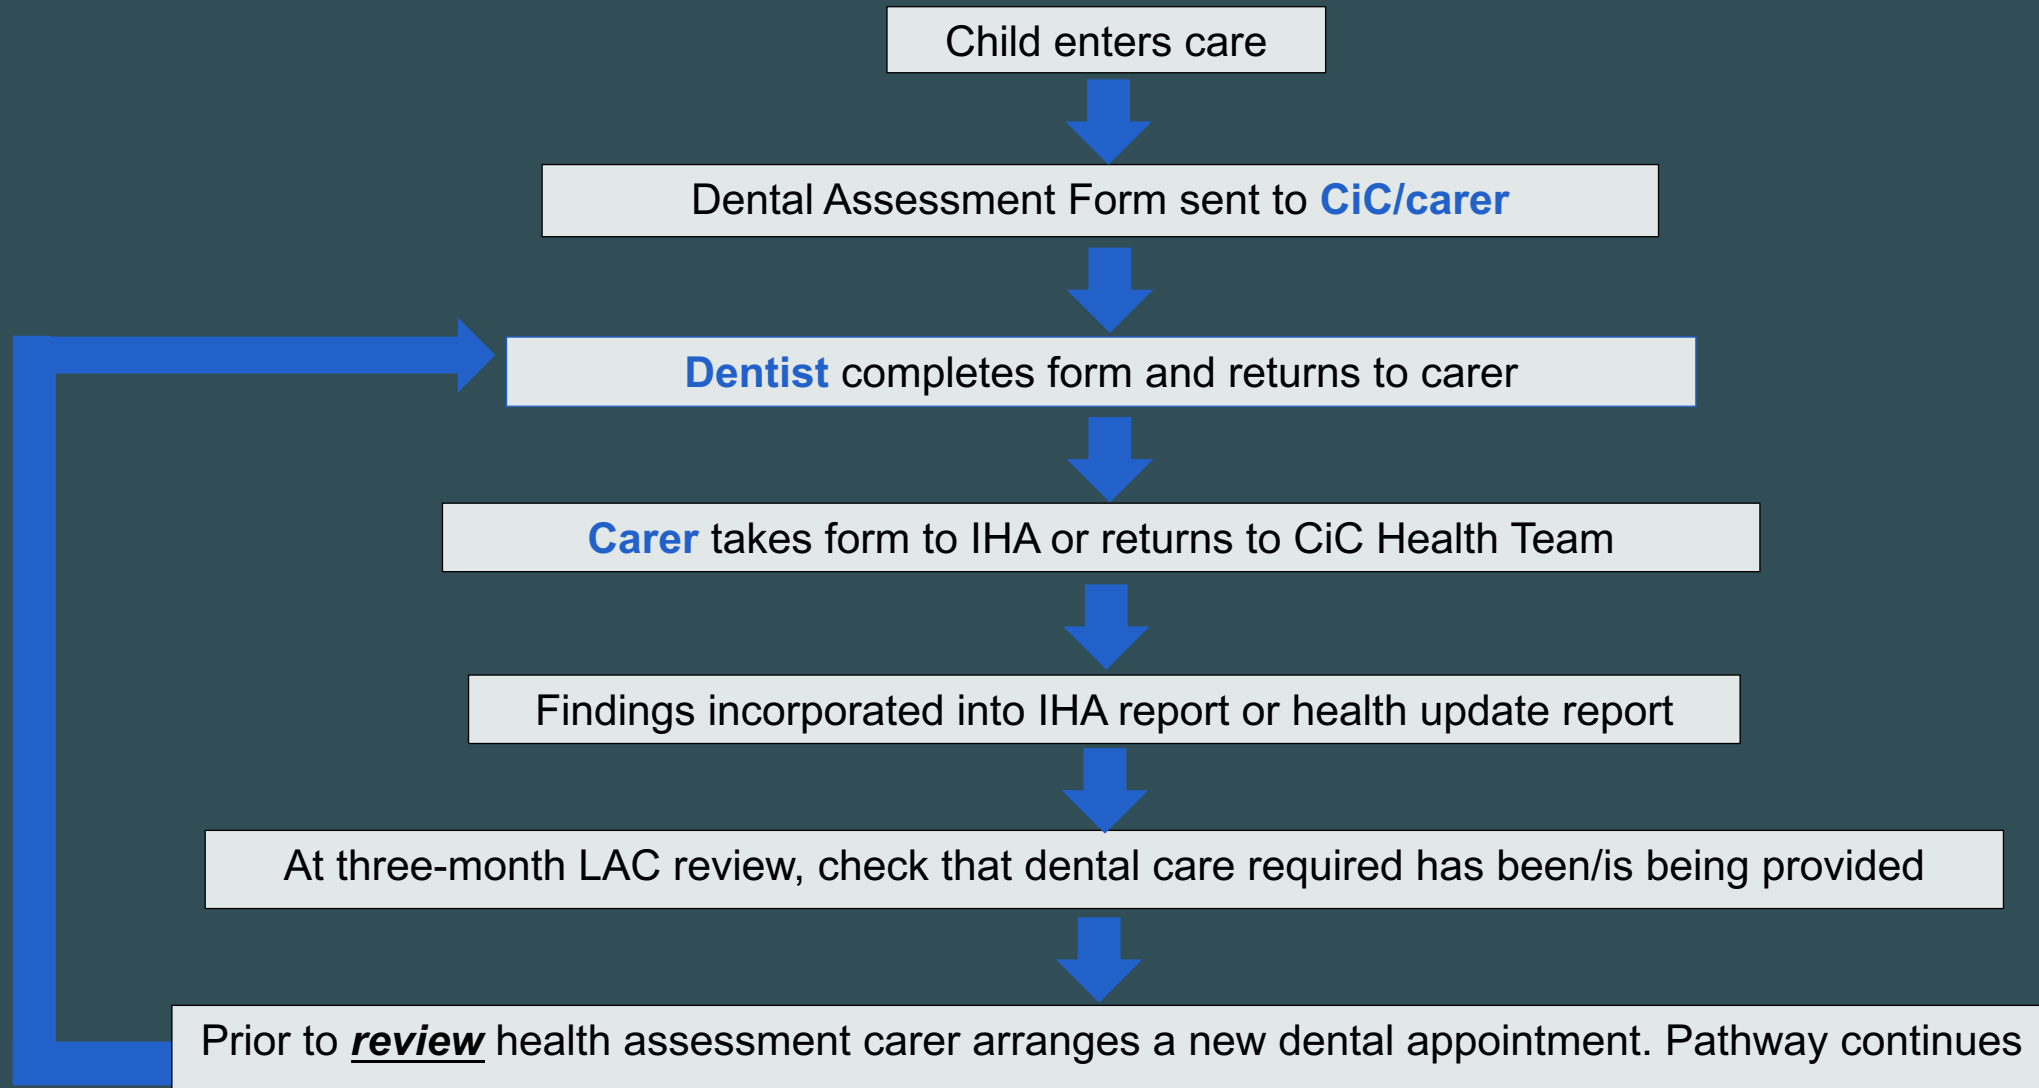 Child enters care
Dental Assessment Form sent to CiC/carer
Dentist completes form and returns to carer
Carer takes form to IHA or returns to CiC Health Team
Findings incorporated into IHA report or health update report
At three-month LAC review, check that dental care required has been/is being provided
Prior to review health assessment carer arranges a new dental appointment. Pathway continues